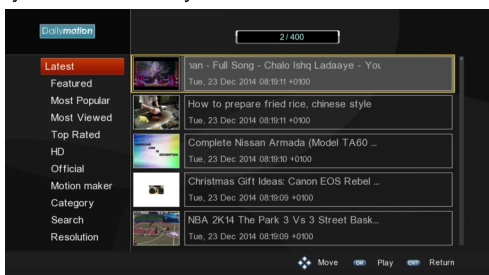 Dailymotion
2/400
Latest
Featured
Most Popular
Most Viewed
Top Rated
HD
Official
Motion maker
Category
Search
Resolution
nan - Full Song - Chalo Ishq Ladaaye - You
Tue, 23 Dec 2014 08:19:11 +0100
How to prepare fried rice, chinese style
Tue, 23 Dec 2014 08:19:11 +0100
Complete Nissan Armada (Model TA60 ...
Tue, 23 Dec 2014 08:19:10 +0100
Christmas Gift Ideas: Canon EOS Rebel ...
Tue, 23 Dec 2014 08:19:09 +0100
NBA 2K14 The Park 3 Vs 3 Street Bask...
Tue, 23 Dec 2014 08:19:09 +0100
Move OK Play EXIT Return